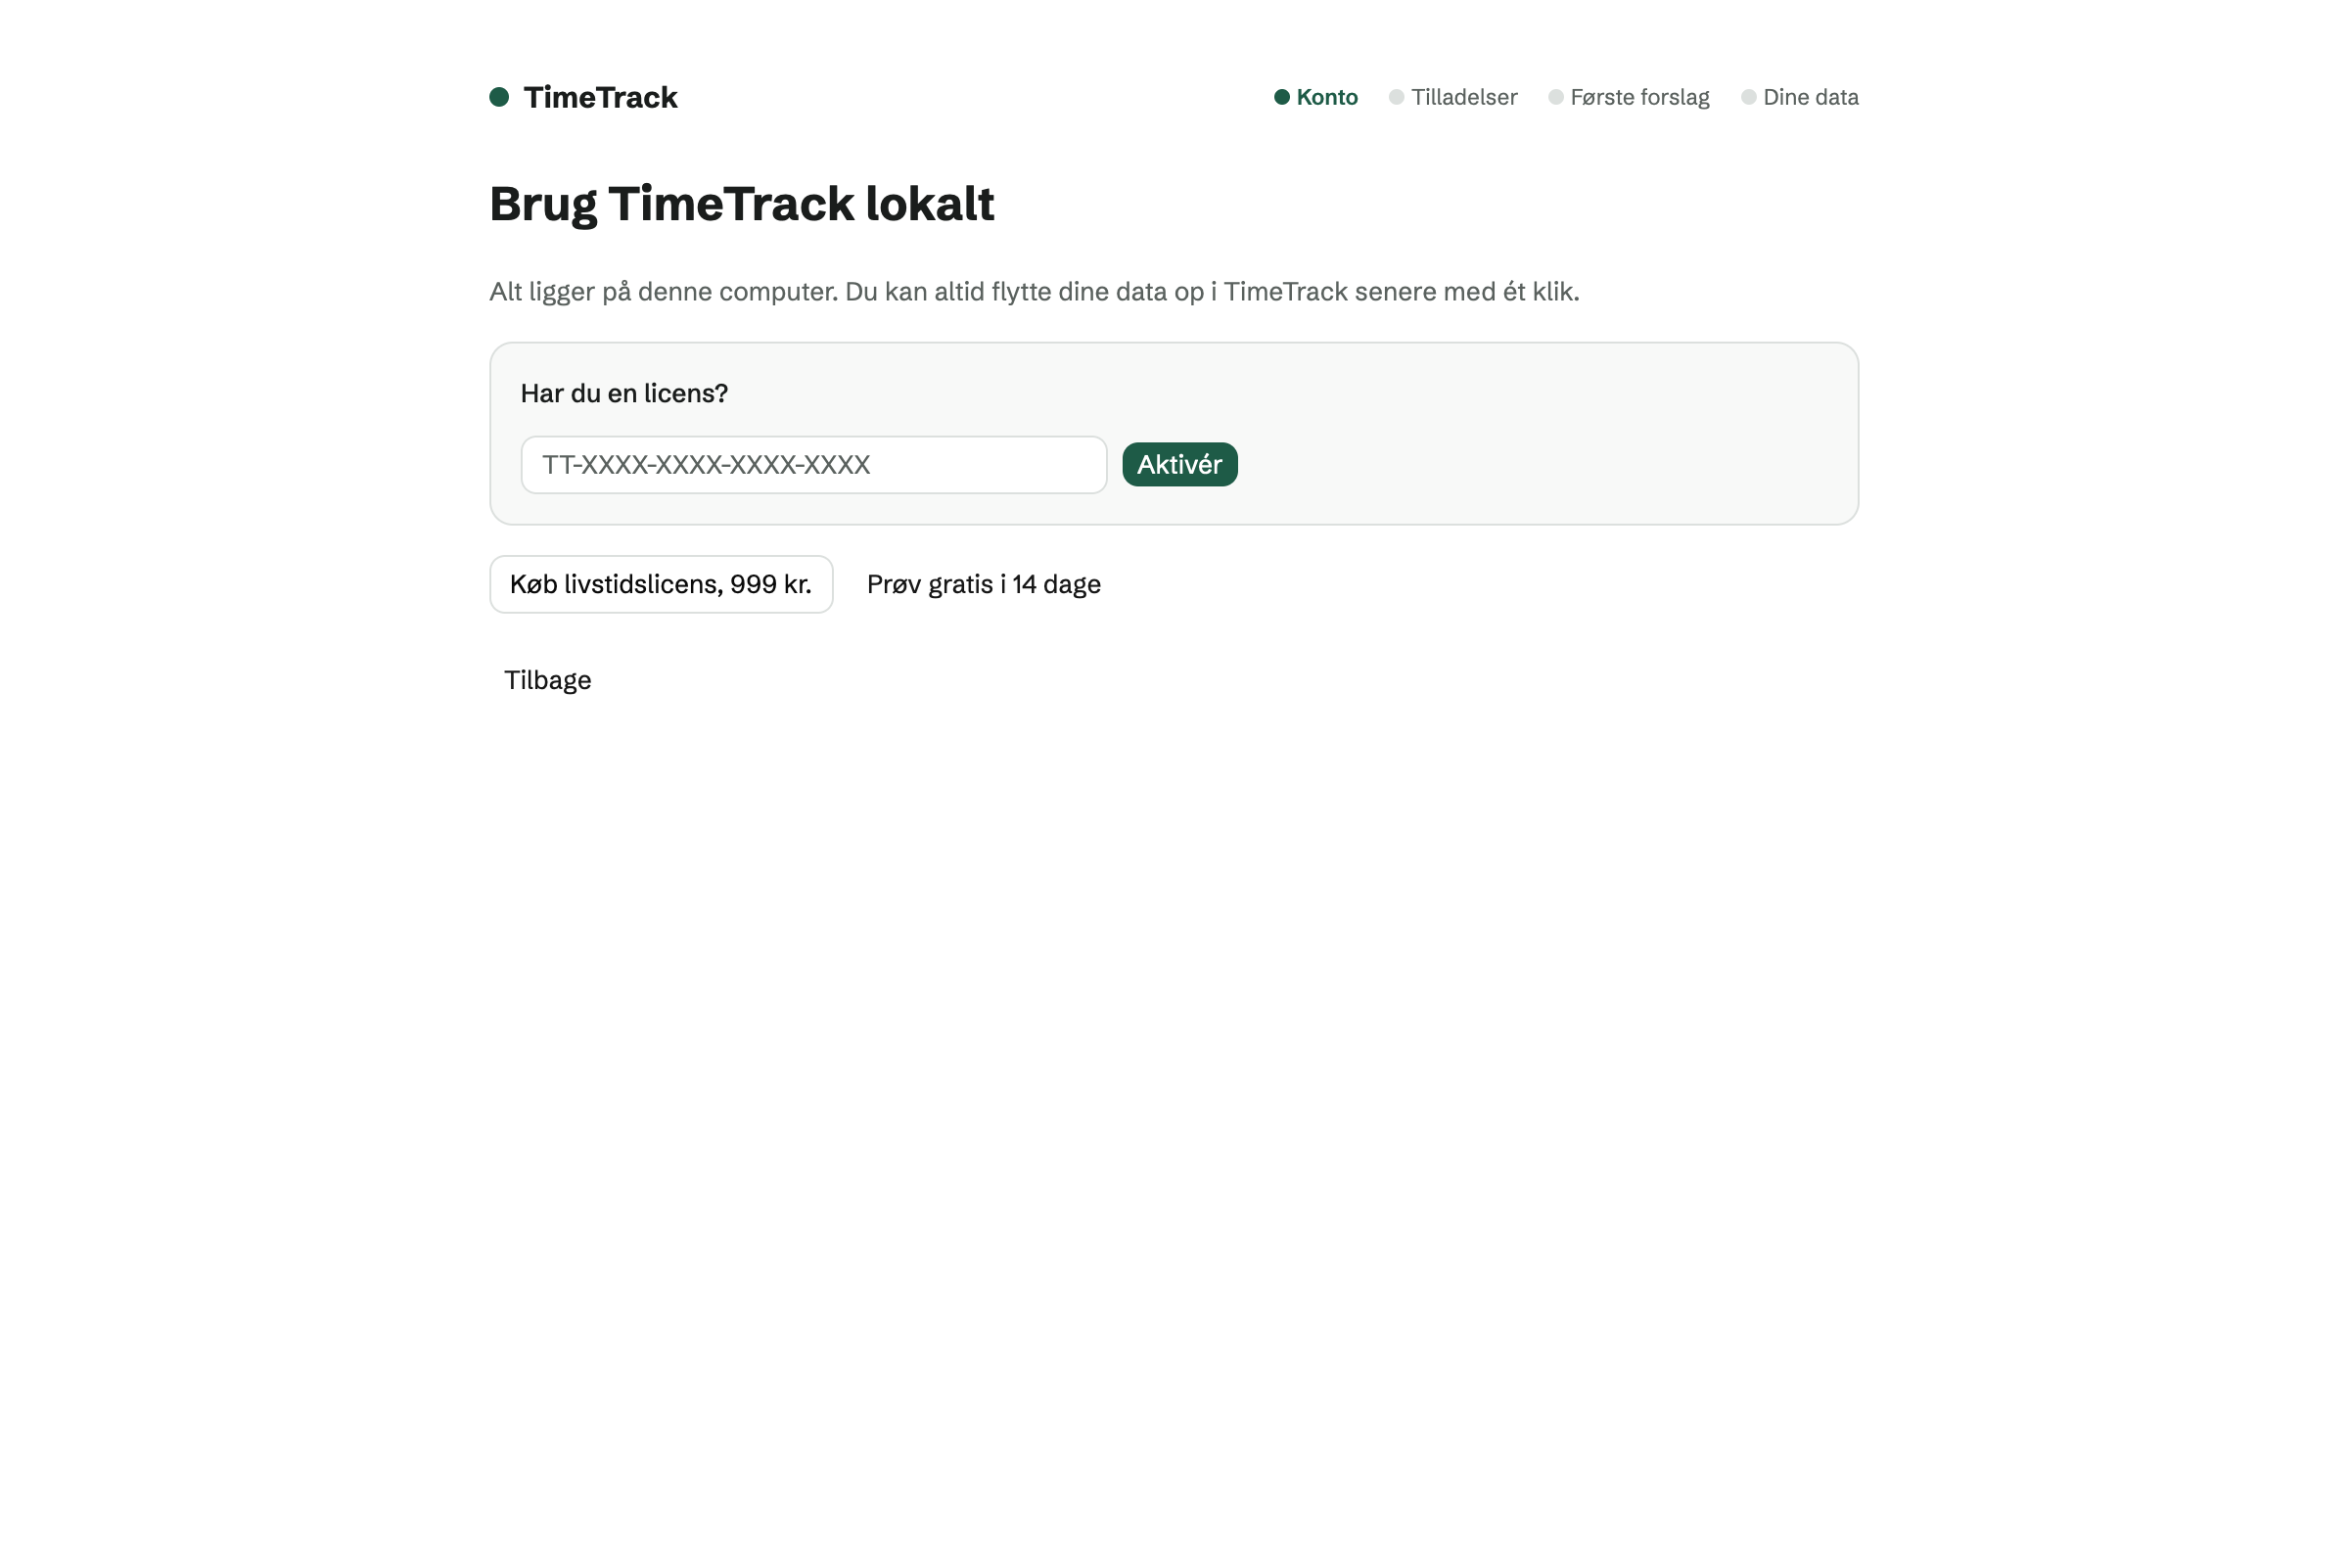 TimeTrack
Konto Tilladelser Første forslag Dine data
Brug TimeTrack lokalt
Alt ligger på denne computer. Du kan altid flytte dine data op i TimeTrack senere med ét klik.
Har du en licens?
TT-XXXX-XXXX-XXXX-XXXX Aktivér
Køb livstidslicens, 999 kr. Prøv gratis i 14 dage
Tilbage